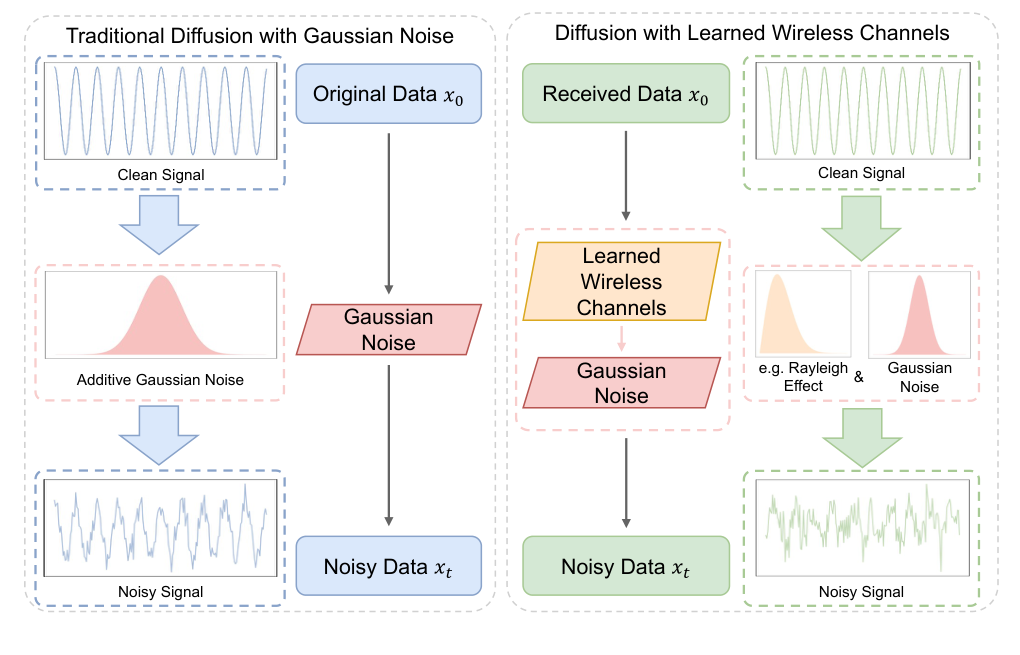 Traditional Diffusion with Gaussian Noise
Clean Signal
Original Data x₀
Additive Gaussian Noise
Gaussian
Noise
Noisy Signal
Noisy Data xₜ
Diffusion with Learned Wireless Channels
Received Data x₀
Clean Signal
Learned
Wireless
Channels
Gaussian
Noise
e.g. Rayleigh
Effect
&
Gaussian
Noise
Noisy Data xₜ
Noisy Signal